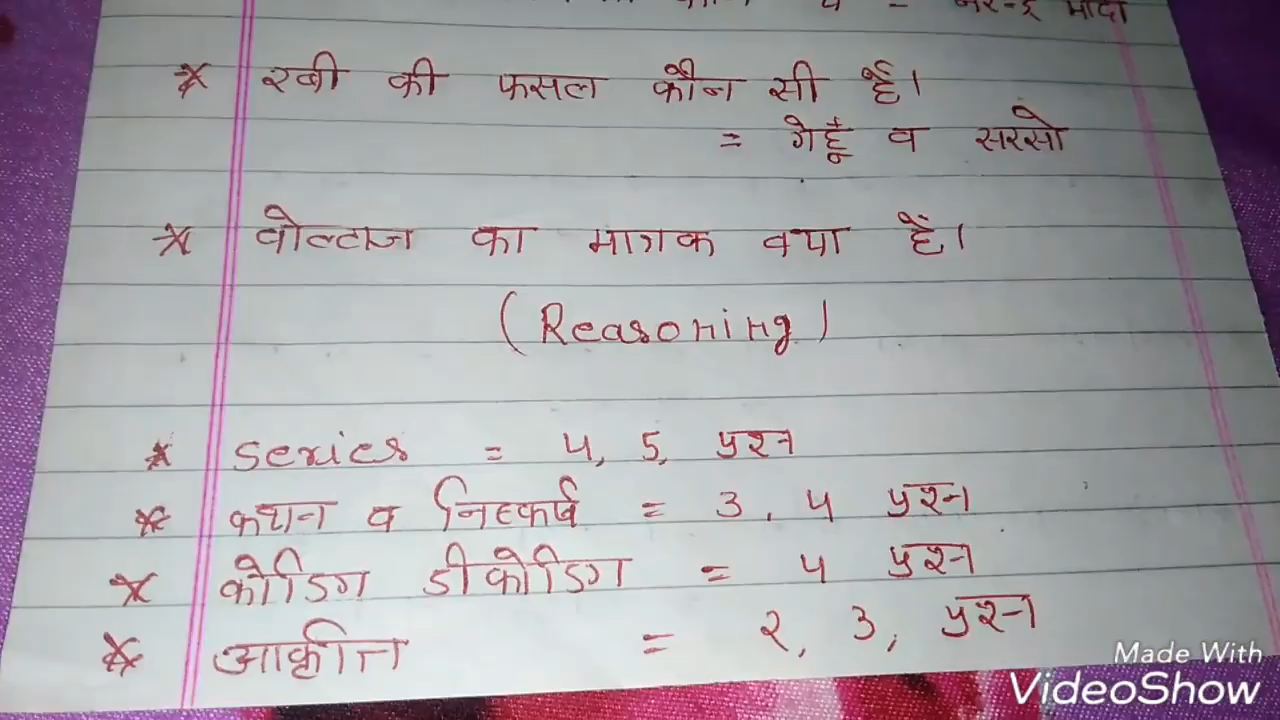 मादा
* रबी की फसल कौन सी हैं।
= गेहूँ व सरसो
* वोल्टाज का मात्रक क्या हैं।
(Reasoning)
* Series = 4, 5, प्रश्न
* कथन व निष्कर्ष = 3, 4 प्रश्न
* कोडिंग डीकोडिंग = 4 प्रश्न
* आक्रीत = 2, 3, प्रश्न
Made With
VideoShow